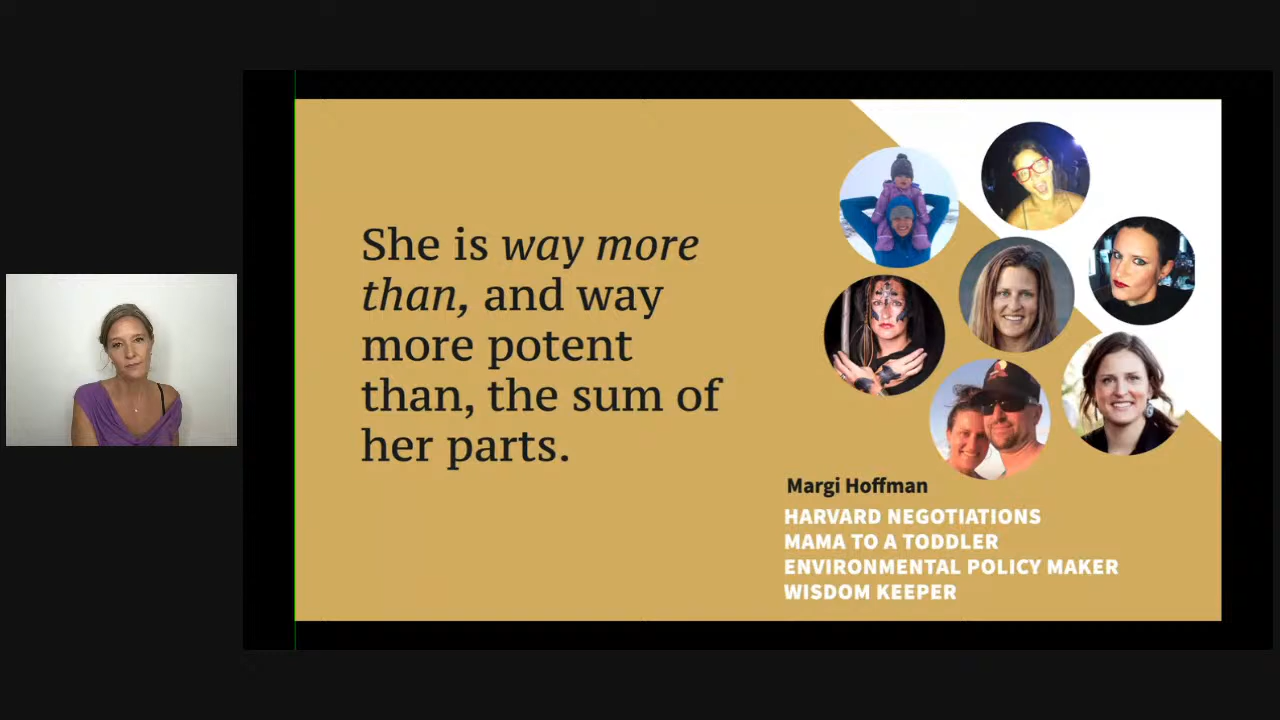 She is way more
than, and way
more potent
than, the sum of
her parts.
Margi Hoffman
HARVARD NEGOTIATIONS
MAMA TO A TODDLER
ENVIRONMENTAL POLICY MAKER
WISDOM KEEPER